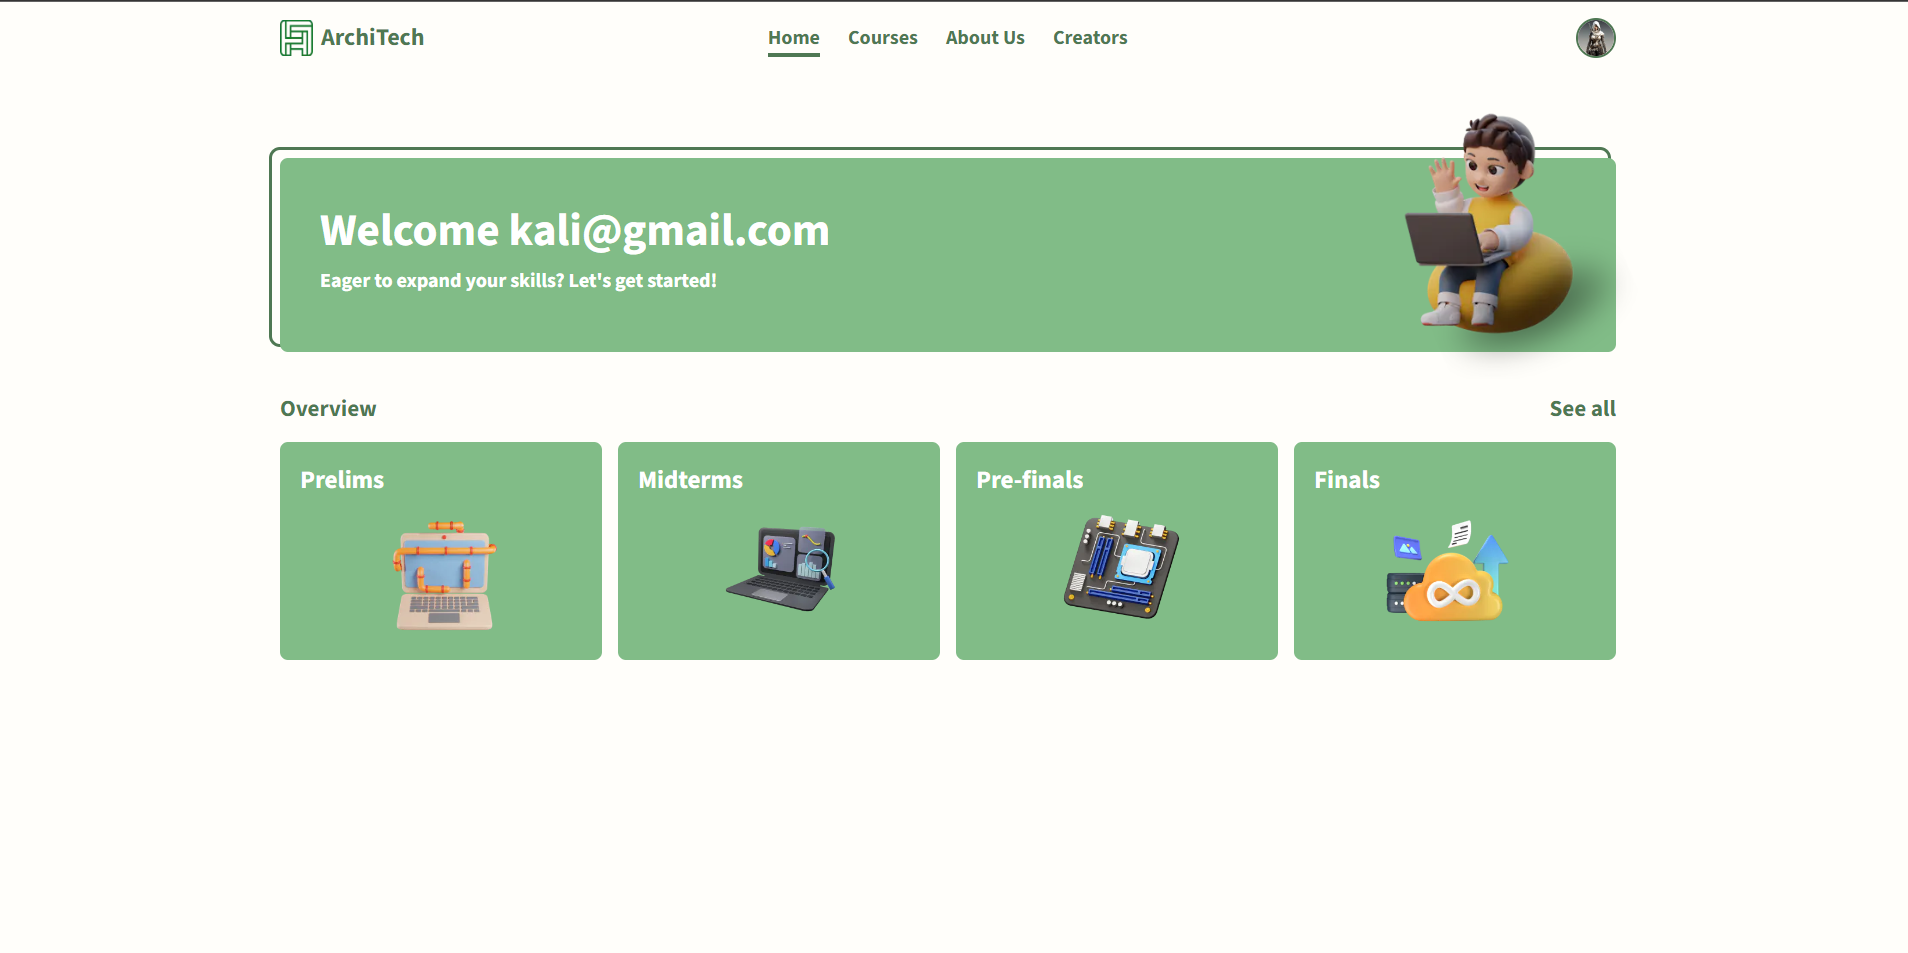 ArchiTech
Home Courses About Us Creators
Welcome kali@gmail.com
Eager to expand your skills? Let's get started!
Overview
See all
Prelims
Midterms
Pre-finals
Finals